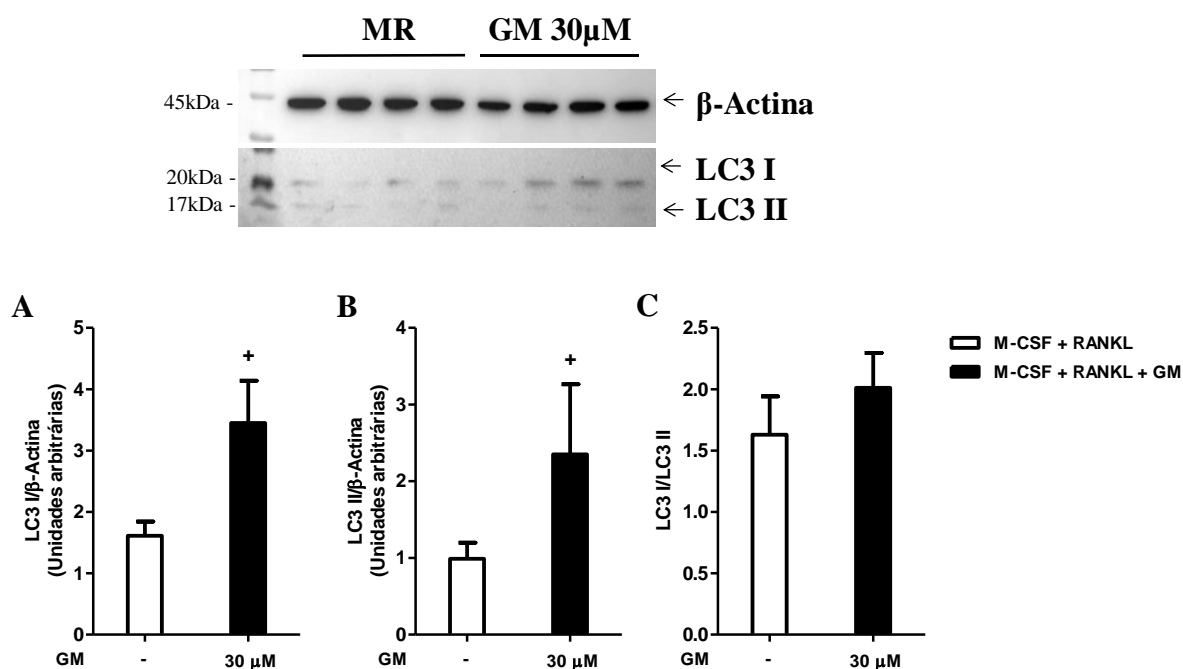 MR GM 30µM
45kDa - ← β-Actina
← LC3 I
20kDa -
17kDa - ← LC3 II
A
5
4
3
2
1
0
LC3 I/β-Actina
(Unidades arbitrárias)
+
GM - 30 µM
B
4
3
2
1
0
LC3 II/β-Actina
(Unidades arbitrárias)
+
GM - 30 µM
C
2.5
2.0
1.5
1.0
0.5
0.0
LC3 I/LC3 II
GM - 30 µM
M-CSF + RANKL
M-CSF + RANKL + GM